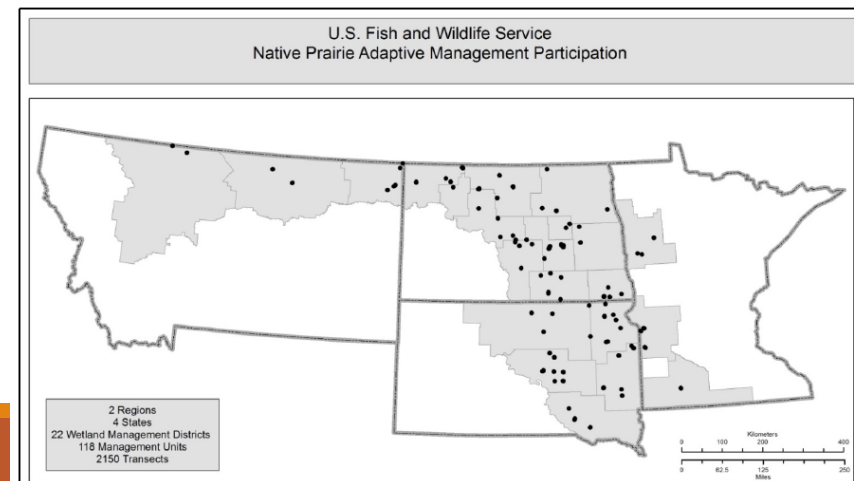 U.S. Fish and Wildlife Service
Native Prairie Adaptive Management Participation
2 Regions
4 States
22 Wetland Management Districts
118 Management Units
2150 Transects
Kilometers
0 100 200 400
0 62.5 125 250
Miles